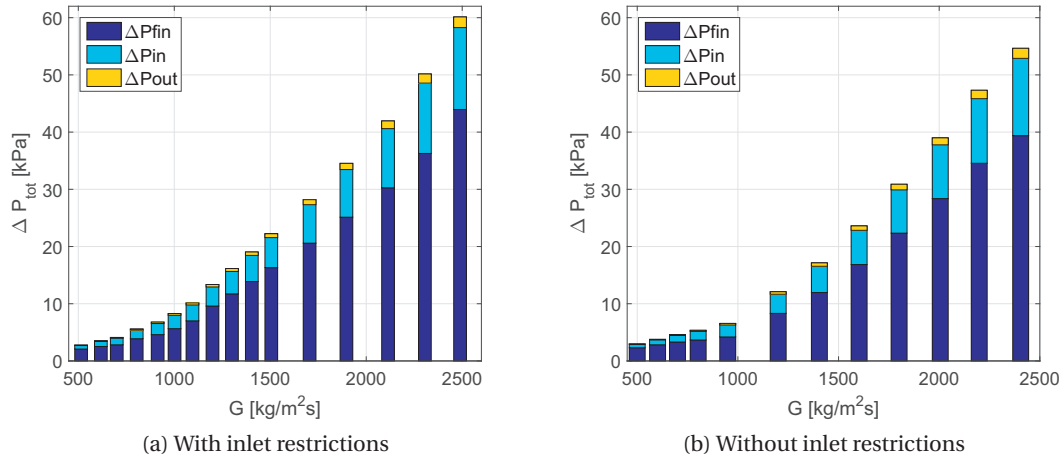 60
50
40
30
20
10
0
Δ P_tot [kPa]
ΔPfin
ΔPin
ΔPout
500
1000
1500
2000
2500
G [kg/m²s]
(a) With inlet restrictions
60
50
40
30
20
10
0
Δ P_tot [kPa]
ΔPfin
ΔPin
ΔPout
500
1000
1500
2000
2500
G [kg/m²s]
(b) Without inlet restrictions